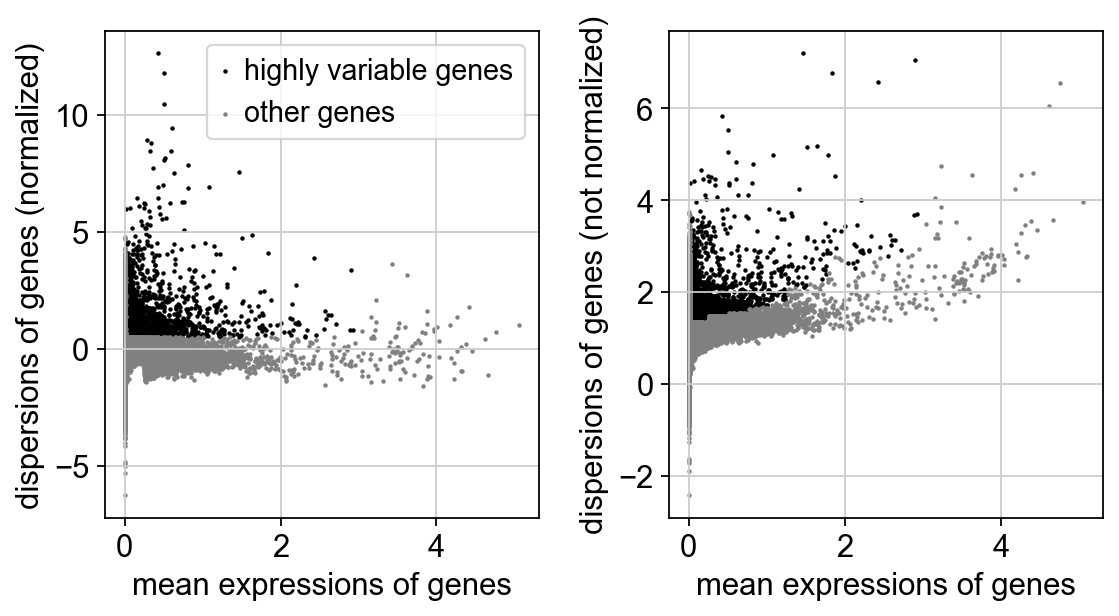 dispersions of genes (normalized)
10
5
0
−5
highly variable genes
other genes
0 2 4
mean expressions of genes
dispersions of genes (not normalized)
6
4
2
0
−2
0 2 4
mean expressions of genes